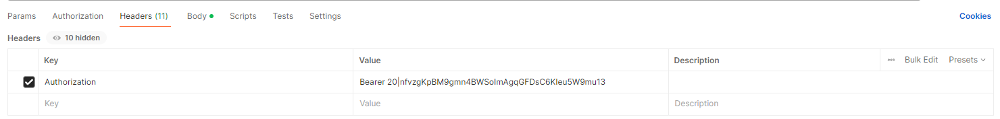 Params Authorization Headers (11) Body Scripts Tests Settings Cookies
Headers 10 hidden
Key Value Description Bulk Edit Presets
Authorization Bearer 20|nfvzgKpBM9gmn4BWSoImAgqGFDsC6KIeu5W9mu13
Key Value Description